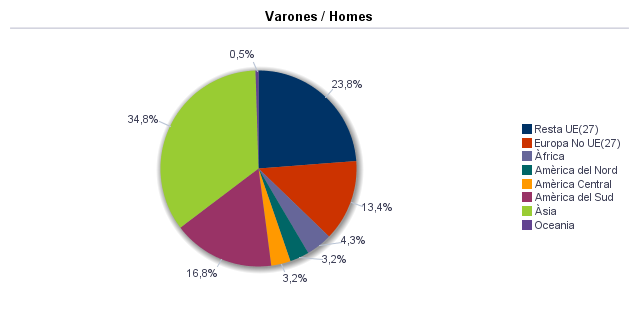 Varones / Homes
0,5%
23,8%
34,8%
13,4%
4,3%
3,2%
3,2%
16,8%
Resta UE(27)
Europa No UE(27)
Àfrica
Amèrica del Nord
Amèrica Central
Amèrica del Sud
Àsia
Oceania